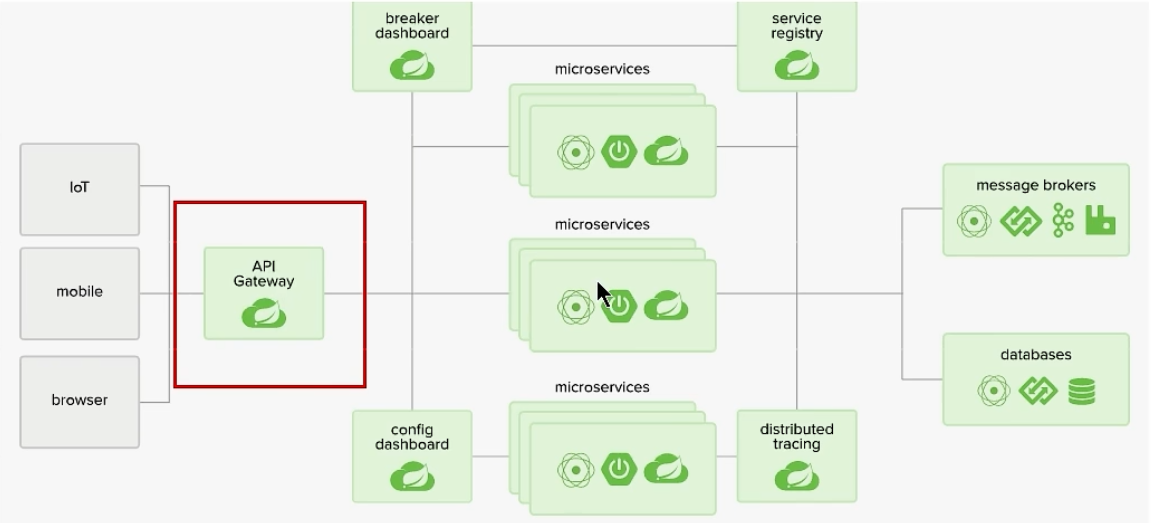 breaker
dashboard
service
registry
microservices
IoT
mobile
browser
API
Gateway
microservices
microservices
config
dashboard
distributed
tracing
message brokers
databases